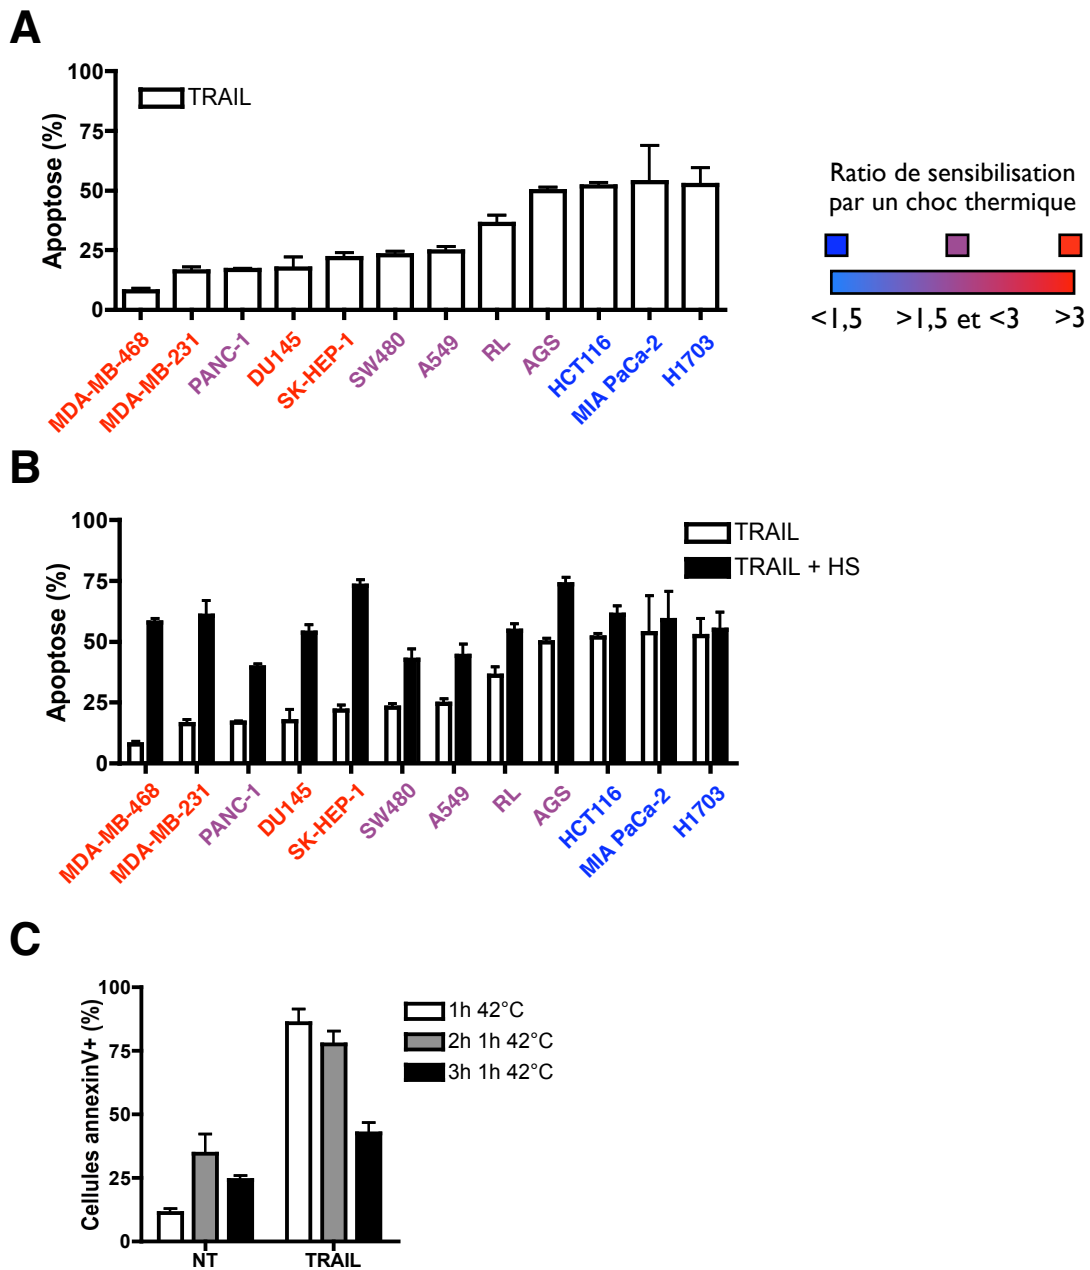 A
100
75
50
25
0
Apoptose (%)
TRAIL
MDA-MB-468
MDA-MB-231
PANC-1
DU145
SK-HEP-1
SW480
A549
RL
AGS
HCT116
MIA PaCa-2
H1703
Ratio de sensibilisation
par un choc thermique
<1,5 >1,5 et <3 >3
B
100
75
50
25
0
Apoptose (%)
TRAIL
TRAIL + HS
MDA-MB-468
MDA-MB-231
PANC-1
DU145
SK-HEP-1
SW480
A549
RL
AGS
HCT116
MIA PaCa-2
H1703
C
100
75
50
25
0
Cellules annexinV+ (%)
1h 42°C
2h 1h 42°C
3h 1h 42°C
NT TRAIL